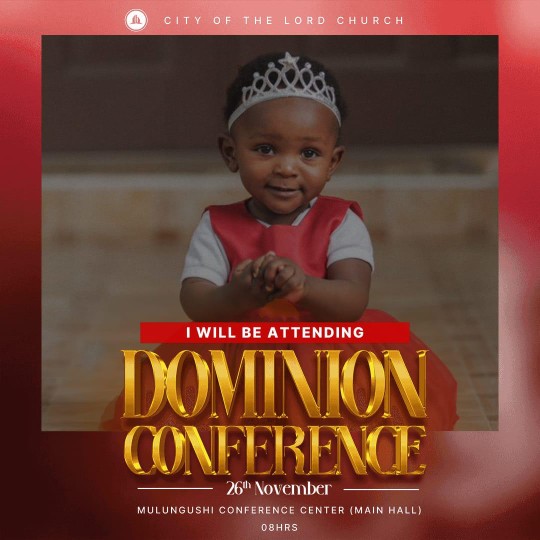 CITY OF THE LORD CHURCH
I WILL BE ATTENDING
DOMINION
CONFERENCE
26th November
MULUNGUSHI CONFERENCE CENTER (MAIN HALL)
08HRS